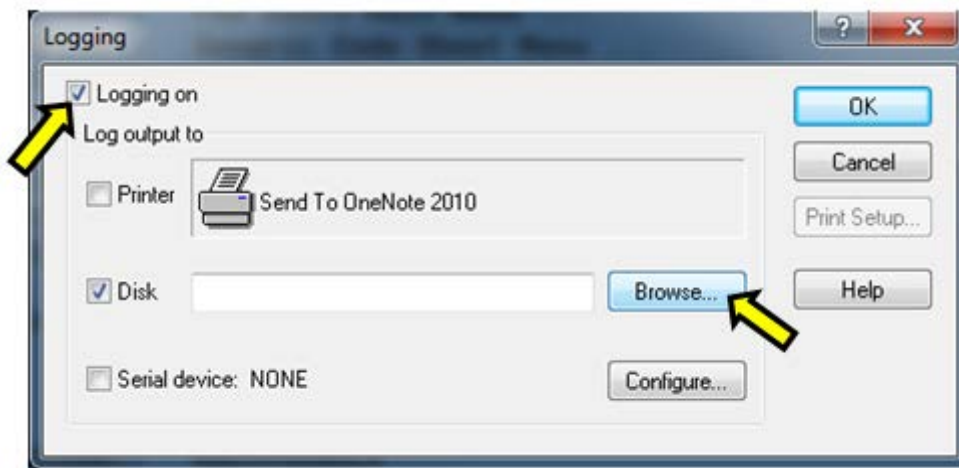 Logging
?
X
Logging on
OK
Log output to
Cancel
Printer
Send To OneNote 2010
Print Setup...
Disk
Browse...
Help
Serial device: NONE
Configure...